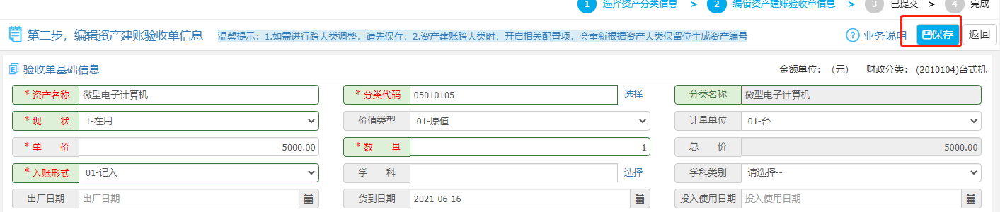 1 选择资产分类信息 > 2 编辑资产建账验收单信息 > 3 已提交 > 4 完成
第二步，编辑资产建账验收单信息 温馨提示：1.如需进行跨大类调整，请先保存；2.资产建账跨大类时，开启相关配置项，会重新根据资产大类保留位生成资产编号 ? 业务说明 保存 返回
验收单基础信息 金额单位： (元) 财政分类： (2010104)台式机
* 资产名称 微型电子计算机 * 分类代码 05010105 选择 分类名称 微型电子计算机
* 现 状 1-在用 价值类型 01-原值 计量单位 01-台
* 单 价 5000.00 * 数 量 1 总 价 5000.00
* 入账形式 01-记入 学 科 选择 学科类别 请选择--
出厂日期 出厂日期 货到日期 2021-06-16 投入使用日期 投入使用日期